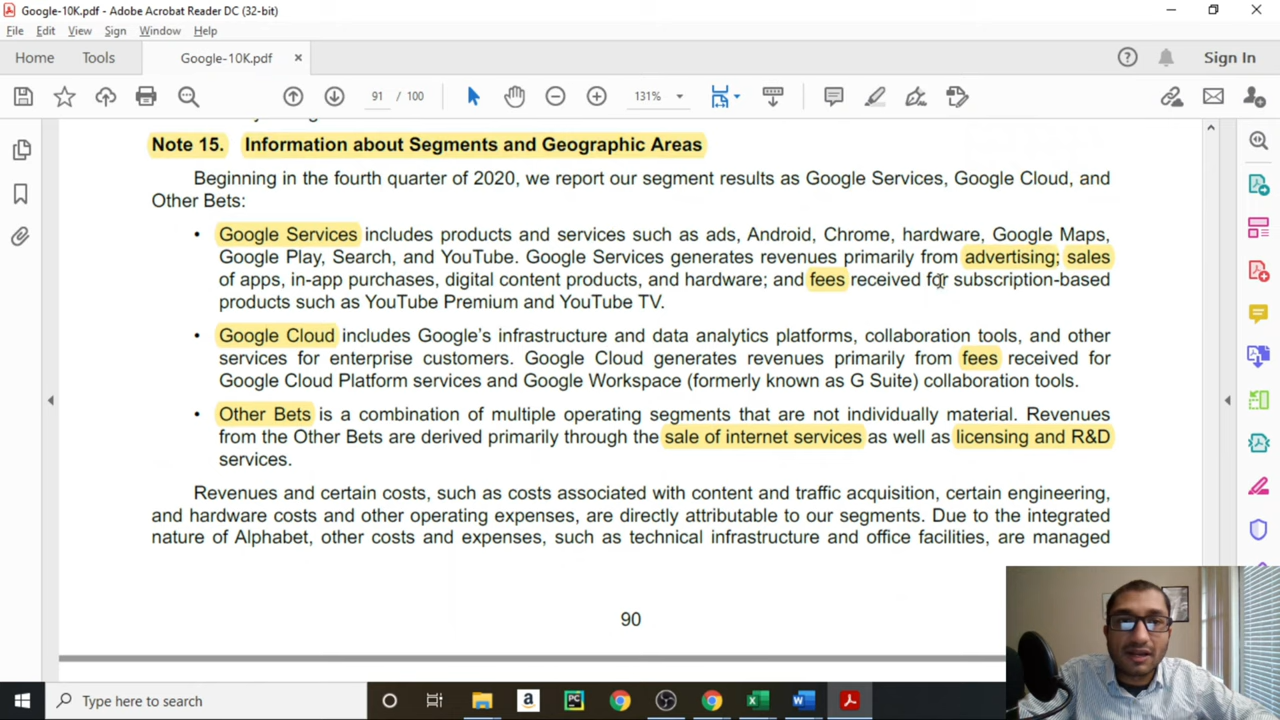 Google-10K.pdf - Adobe Acrobat Reader DC (32-bit)
File Edit View Sign Window Help
Home Tools Google-10K.pdf × Sign In
91 / 100 131%
Note 15. Information about Segments and Geographic Areas
Beginning in the fourth quarter of 2020, we report our segment results as Google Services, Google Cloud, and
Other Bets:
• Google Services includes products and services such as ads, Android, Chrome, hardware, Google Maps,
Google Play, Search, and YouTube. Google Services generates revenues primarily from advertising; sales
of apps, in-app purchases, digital content products, and hardware; and fees received for subscription-based
products such as YouTube Premium and YouTube TV.
• Google Cloud includes Google's infrastructure and data analytics platforms, collaboration tools, and other
services for enterprise customers. Google Cloud generates revenues primarily from fees received for
Google Cloud Platform services and Google Workspace (formerly known as G Suite) collaboration tools.
• Other Bets is a combination of multiple operating segments that are not individually material. Revenues
from the Other Bets are derived primarily through the sale of internet services as well as licensing and R&D
services.
Revenues and certain costs, such as costs associated with content and traffic acquisition, certain engineering,
and hardware costs and other operating expenses, are directly attributable to our segments. Due to the integrated
nature of Alphabet, other costs and expenses, such as technical infrastructure and office facilities, are managed
90
Type here to search